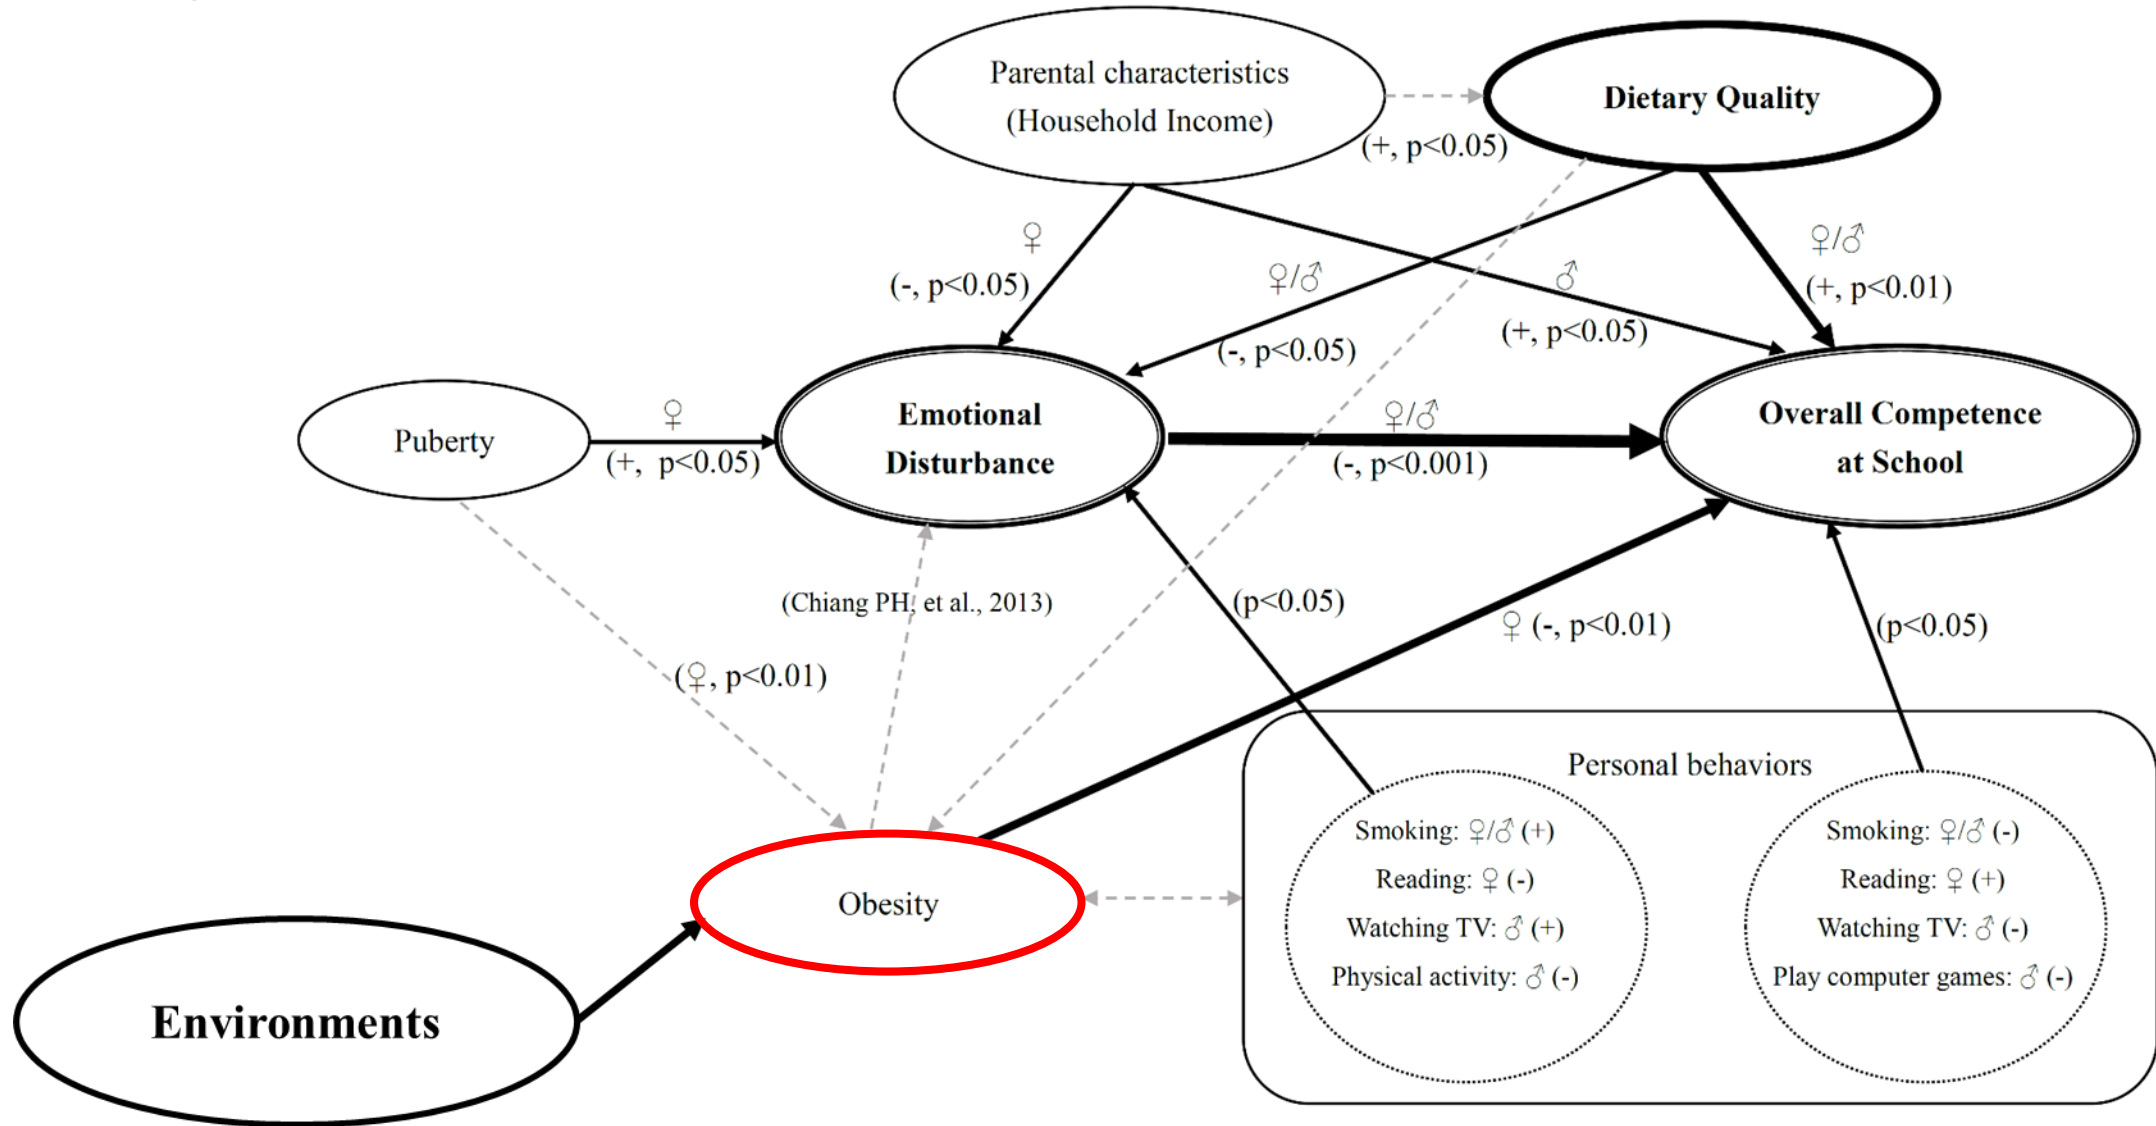 Parental characteristics
(Household Income)
Dietary Quality
(+, p<0.05)
♀
(-, p<0.05)
♀/♂
(-, p<0.05)
♂
(+, p<0.05)
♀/♂
(+, p<0.01)
Puberty
♀
(+, p<0.05)
Emotional
Disturbance
♀/♂
(-, p<0.001)
Overall Competence
at School
(Chiang PH, et al., 2013)
(♀, p<0.01)
(p<0.05)
♀ (-, p<0.01)
(p<0.05)
Personal behaviors
Smoking: ♀/♂ (+)
Reading: ♀ (-)
Watching TV: ♂ (+)
Physical activity: ♂ (-)
Smoking: ♀/♂ (-)
Reading: ♀ (+)
Watching TV: ♂ (-)
Play computer games: ♂ (-)
Obesity
Environments